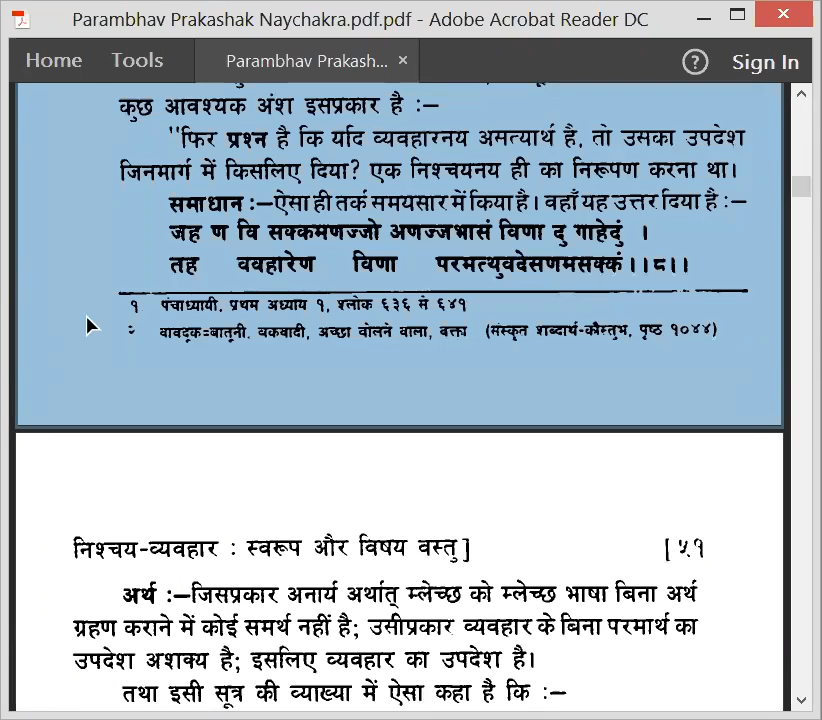 Parambhav Prakashak Naychakra.pdf.pdf - Adobe Acrobat Reader DC
Home Tools Parambhav Prakash... × ? Sign In
कुछ आवश्यक अंश इसप्रकार है :–
"फिर प्रश्न है कि यदि व्यवहारनय असत्यार्थ है, तो उसका उपदेश
जिनमार्ग में किसलिए दिया? एक निश्चयनय ही का निरूपण करना था।
समाधान :–ऐसा ही तर्क समयसार में किया है। वहाँ यह उत्तर दिया है :–
जह ण वि सक्कमणज्जो अणज्जभासं विणा दु गाहेदुं ।
तह ववहारेण विणा परमत्थुवदेसणमसक्कं।।८।।
१ पंचाध्यायी, प्रथम अध्याय १, श्लोक ६३६ से ६४१
२ वावदूक=बातूनी, बकवादी, अच्छा बोलने वाला, वक्ता (संस्कृत शब्दार्थ-कौस्तुभ, पृष्ठ १०४४)
निश्चय-व्यवहार : स्वरूप और विषय वस्तु] [५१
अर्थ :–जिसप्रकार अनार्य अर्थात् म्लेच्छ को म्लेच्छ भाषा बिना अर्थ
ग्रहण कराने में कोई समर्थ नहीं है; उसीप्रकार व्यवहार के बिना परमार्थ का
उपदेश अशक्य है; इसलिए व्यवहार का उपदेश है।
तथा इसी सूत्र की व्याख्या में ऐसा कहा है कि :–